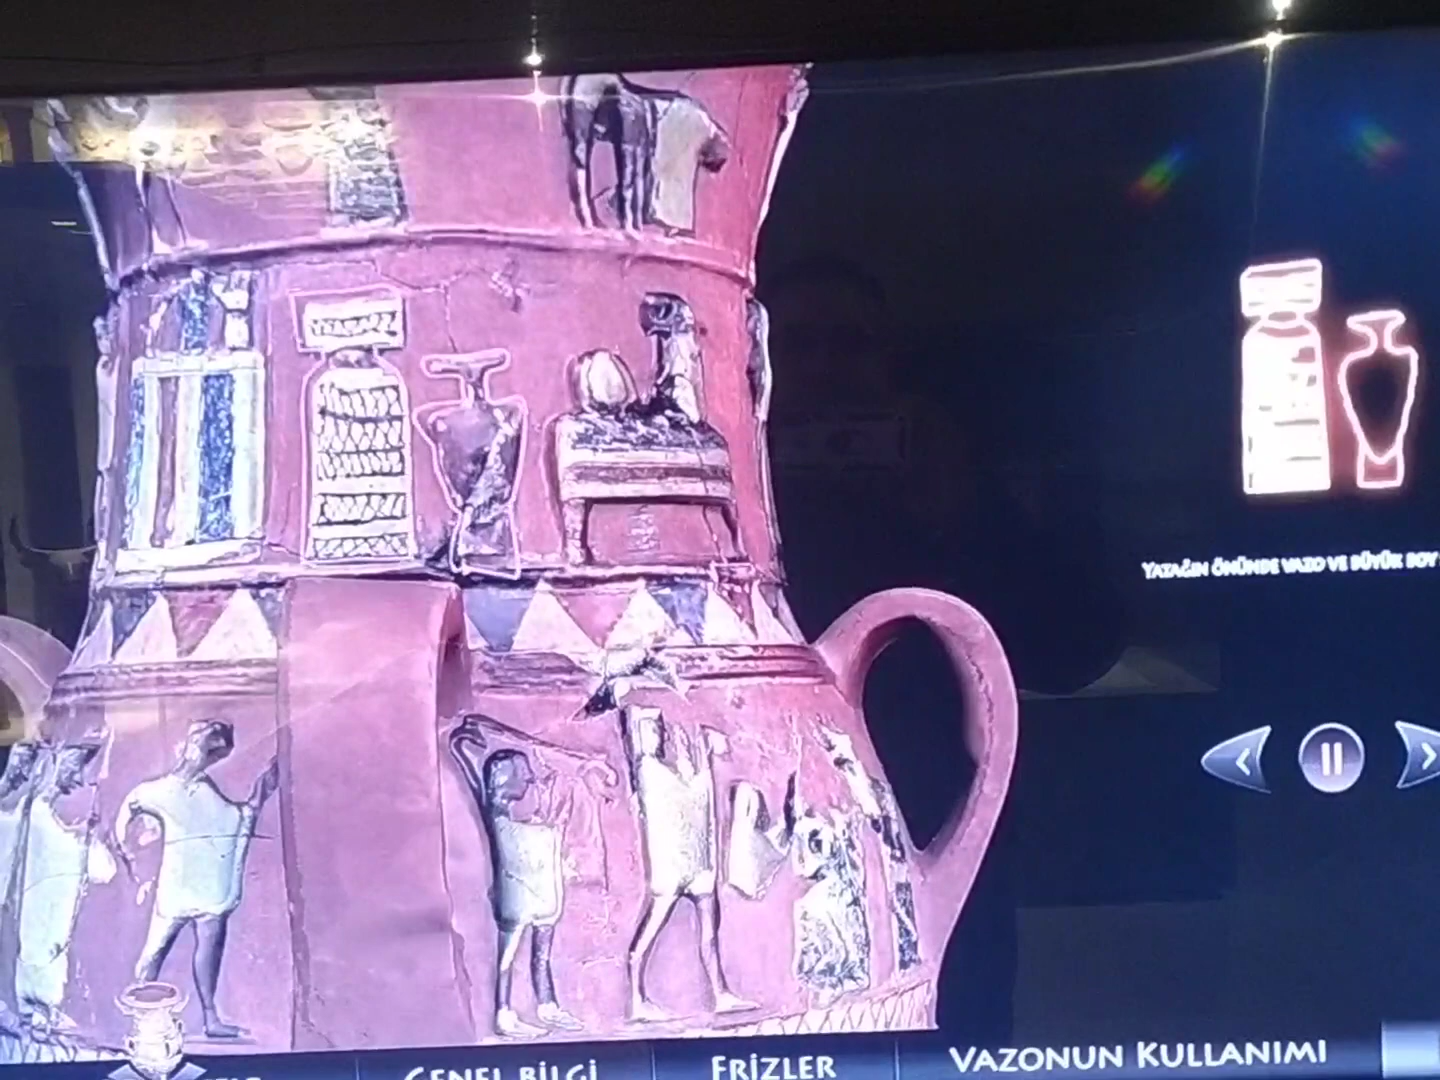 YATAĞIN ÖNÜNDE VAZO VE BÜYÜK BOY
GENEL BİLGİ
FRİZLER
VAZONUN KULLANIMI